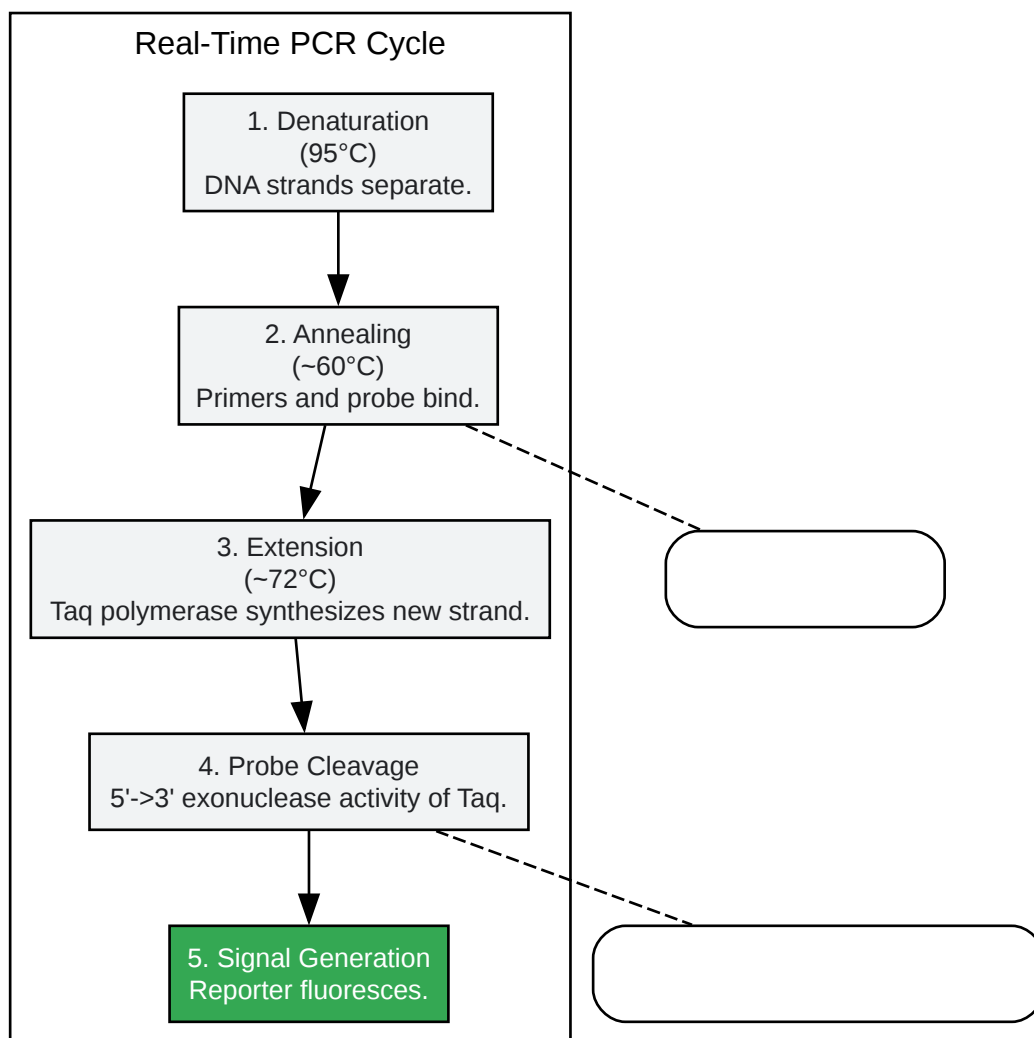 Real-Time PCR Cycle
1. Denaturation
(95°C)
DNA strands separate.
2. Annealing
(~60°C)
Primers and probe bind.
3. Extension
(~72°C)
Taq polymerase synthesizes new strand.
4. Probe Cleavage
5'->3' exonuclease activity of Taq.
5. Signal Generation
Reporter fluoresces.